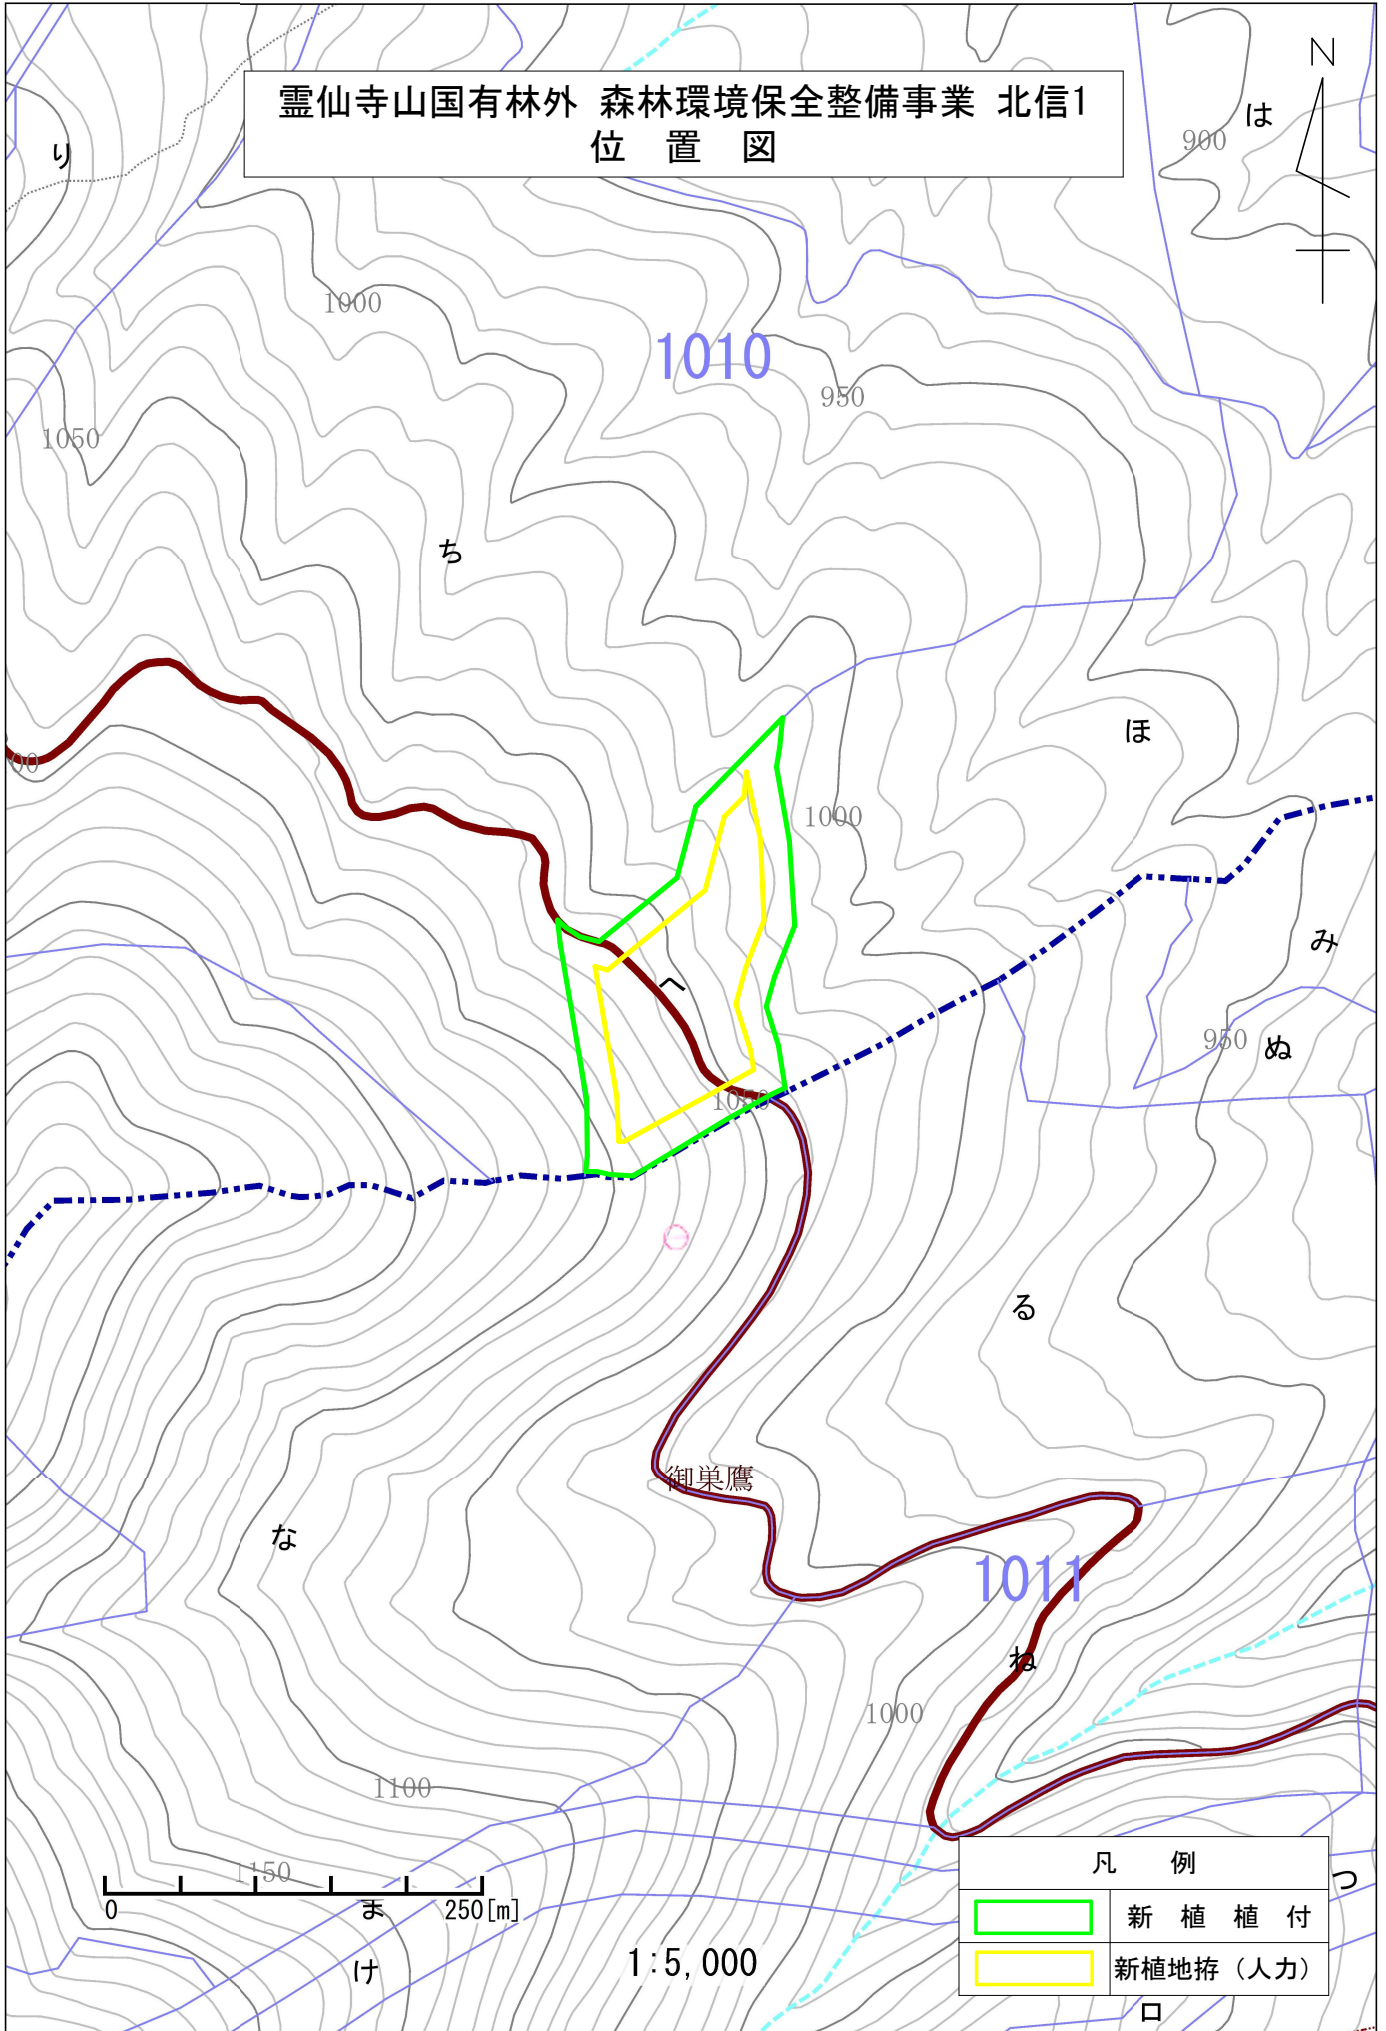 霊仙寺山国有林外 森林環境保全整備事業 北信1
位 置 図
N
は
900
り
1000
1010
950
1050
ち
ほ
00
1000
み
へ
950
ぬ
1050
る
御巣鷹
な
1011
ね
1000
1100
1150
0
250[m]
ま
け
1:5,000
凡 例
新 植 植 付
新植地拵（人力）
つ
ロ